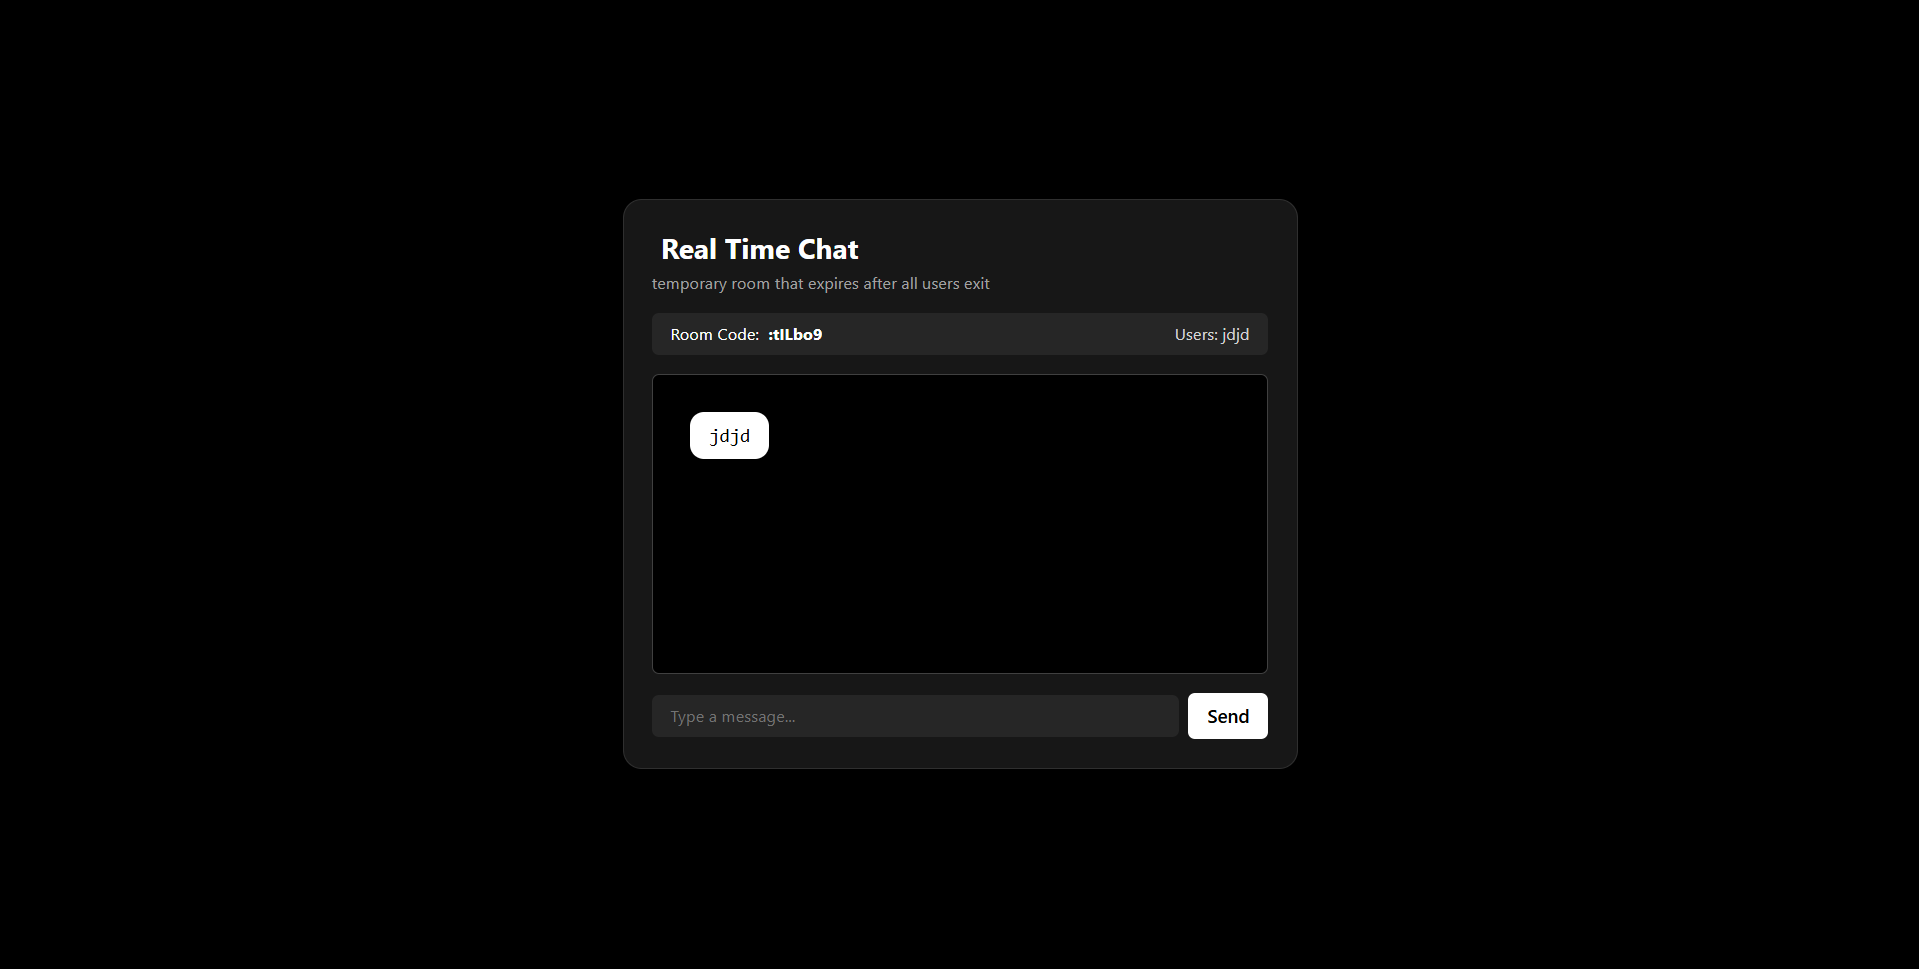 Real Time Chat
temporary room that expires after all users exit
Room Code: :tILbo9 Users: jdjd
jdjd
Type a message...
Send